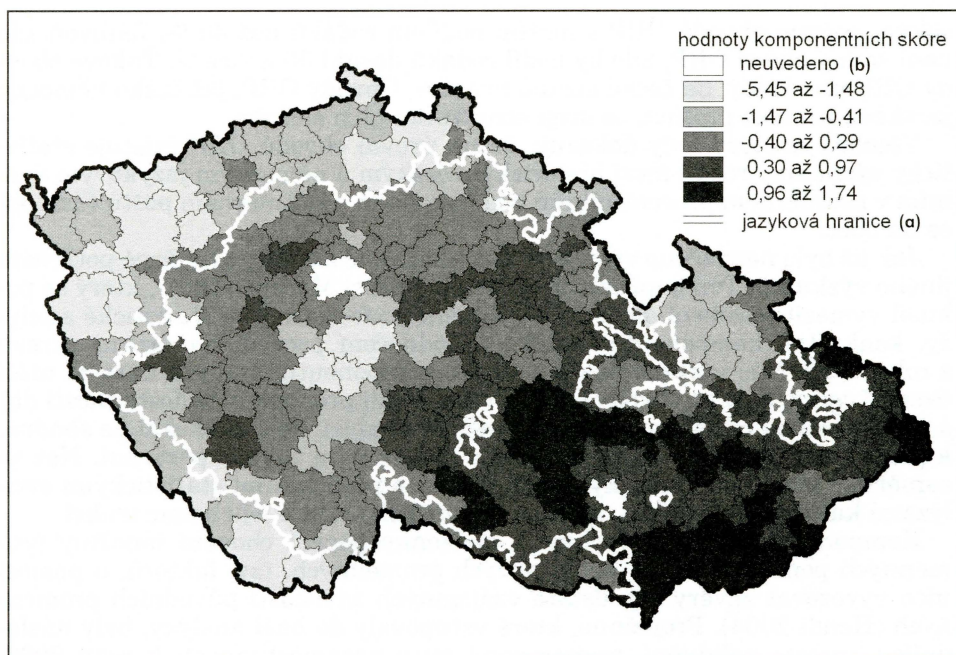 hodnoty komponentních skóre
neuvedeno (b)
-5,45 až -1,48
-1,47 až -0,41
-0,40 až 0,29
0,30 až 0,97
0,96 až 1,74
jazyková hranice (a)